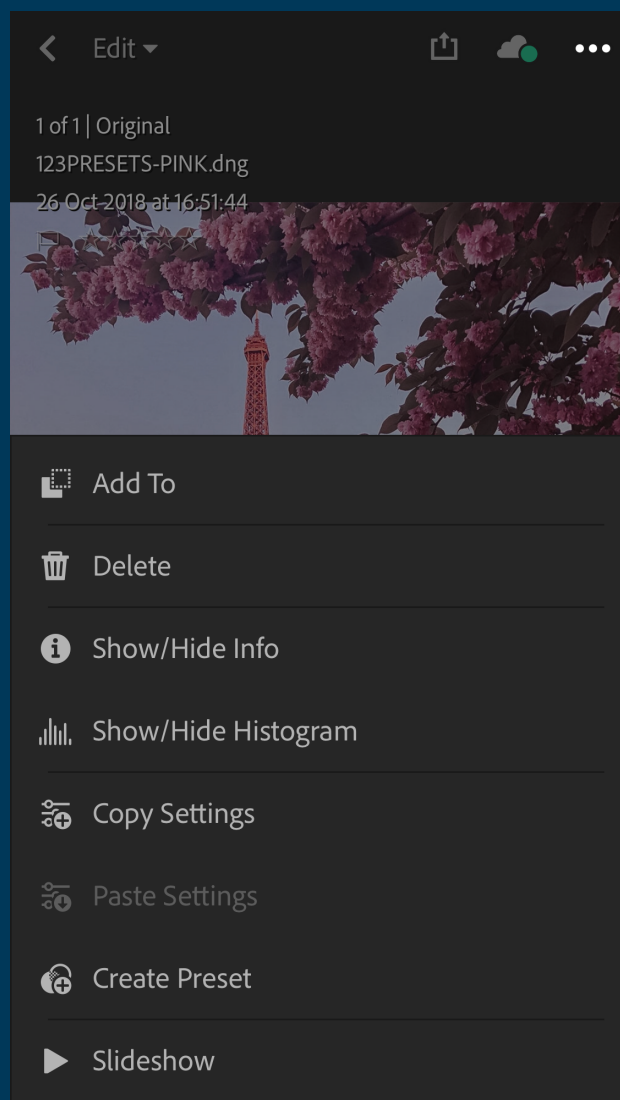 Edit
1 of 1 | Original
123PRESETS-PINK.dng
26 Oct 2018 at 16:51:44
Add To
Delete
Show/Hide Info
Show/Hide Histogram
Copy Settings
Paste Settings
Create Preset
Slideshow